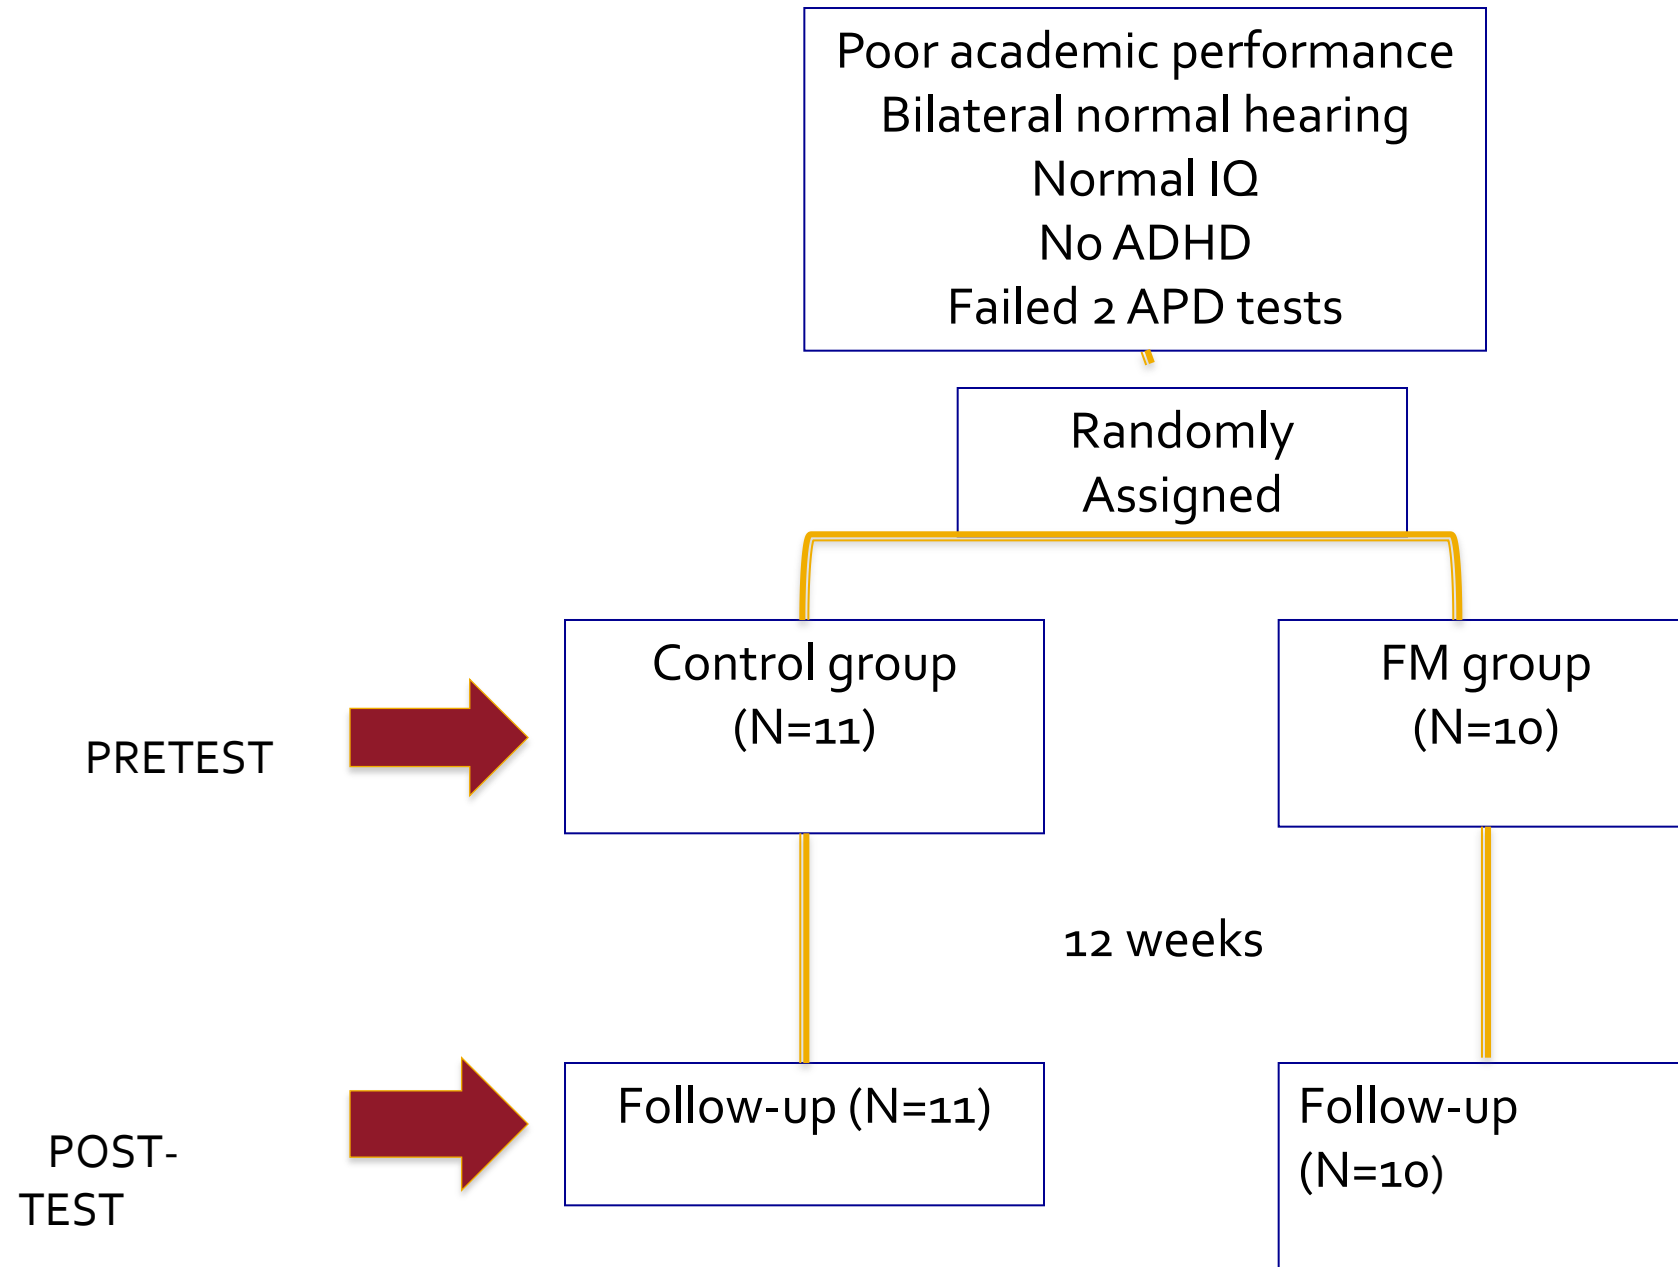 Poor academic performance
Bilateral normal hearing
Normal IQ
No ADHD
Failed 2 APD tests
Randomly
Assigned
Control group
(N=11)
FM group
(N=10)
PRETEST
12 weeks
Follow-up (N=11)
Follow-up
(N=10)
POST-
TEST